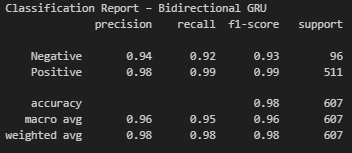 Classification Report – Bidirectional GRU
precision recall f1-score support
Negative 0.94 0.92 0.93 96
Positive 0.98 0.99 0.99 511
accuracy 0.98 607
macro avg 0.96 0.95 0.96 607
weighted avg 0.98 0.98 0.98 607